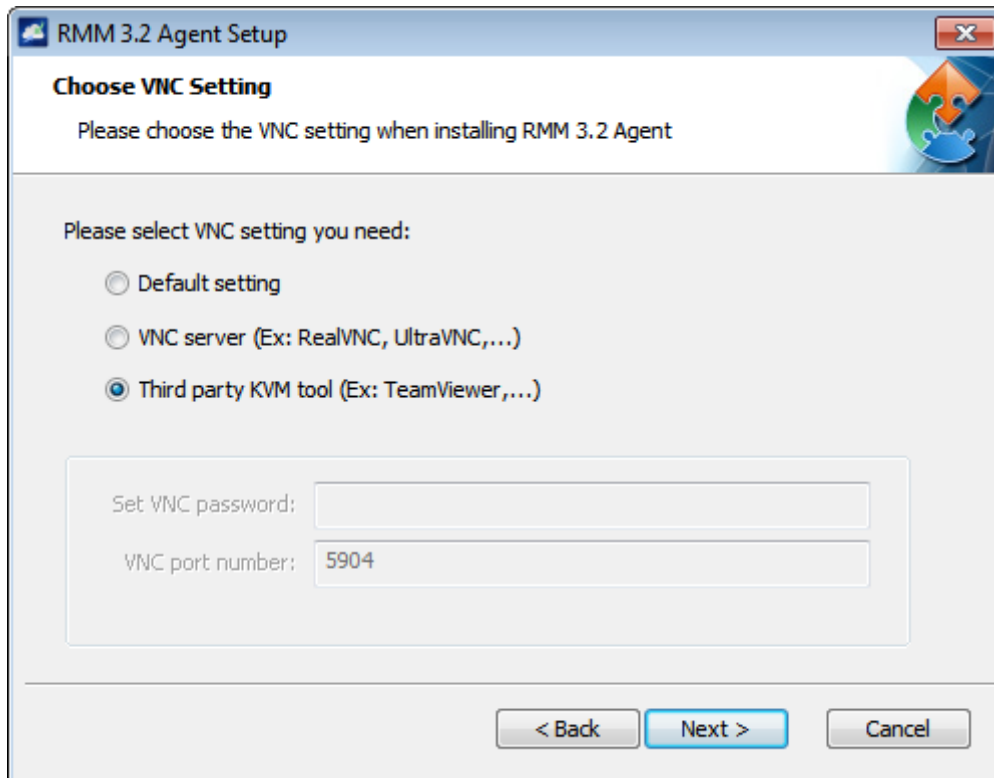 RMM 3.2 Agent Setup
Choose VNC Setting
Please choose the VNC setting when installing RMM 3.2 Agent
Please select VNC setting you need:
Default setting
VNC server (Ex: RealVNC, UltraVNC,...)
Third party KVM tool (Ex: TeamViewer,...)
Set VNC password:
VNC port number: 5904
< Back Next > Cancel